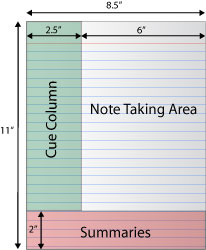 8.5"
2.5"
6"
11"
Cue Column
Note Taking Area
2"
Summaries